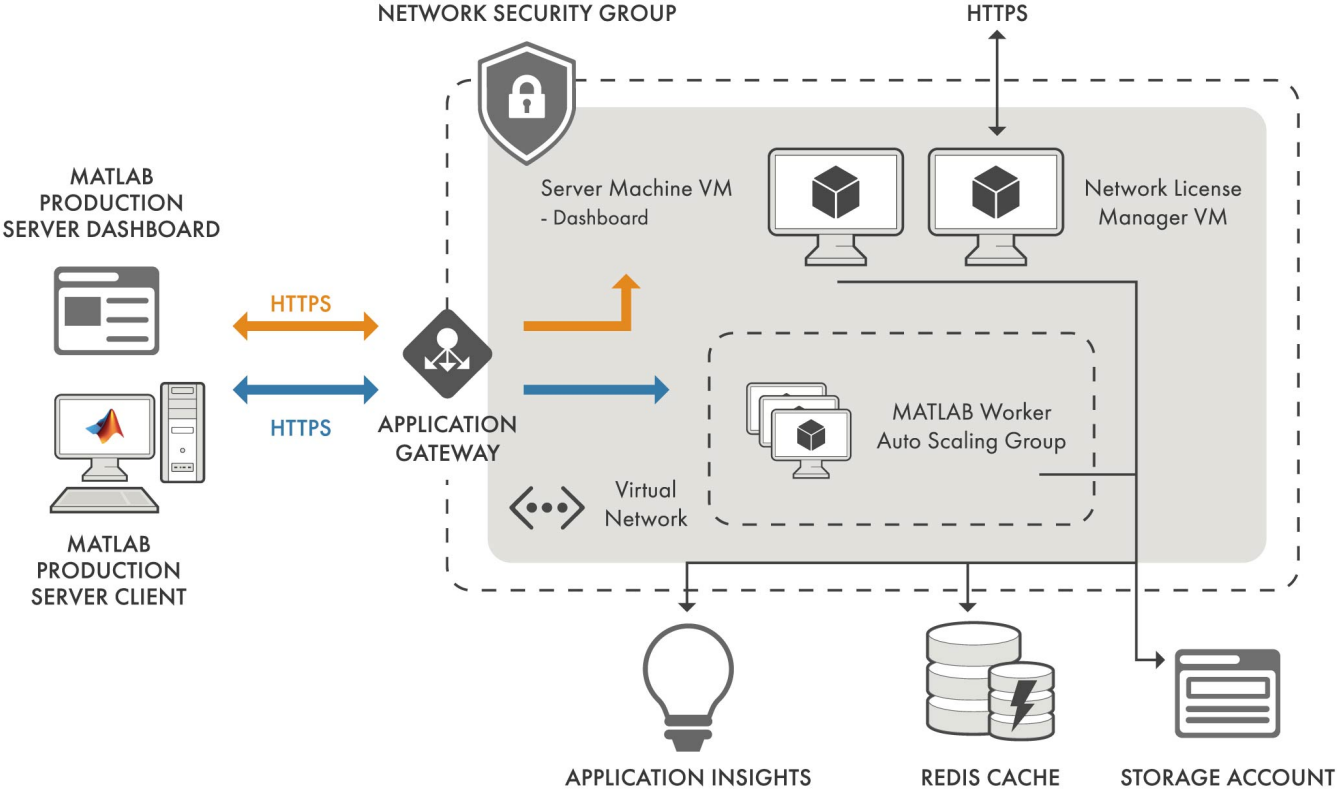 NETWORK SECURITY GROUP
HTTPS
MATLAB
PRODUCTION
SERVER DASHBOARD
Server Machine VM
- Dashboard
Network License
Manager VM
HTTPS
HTTPS
APPLICATION
GATEWAY
MATLAB Worker
Auto Scaling Group
Virtual
Network
MATLAB
PRODUCTION
SERVER CLIENT
APPLICATION INSIGHTS
REDIS CACHE
STORAGE ACCOUNT